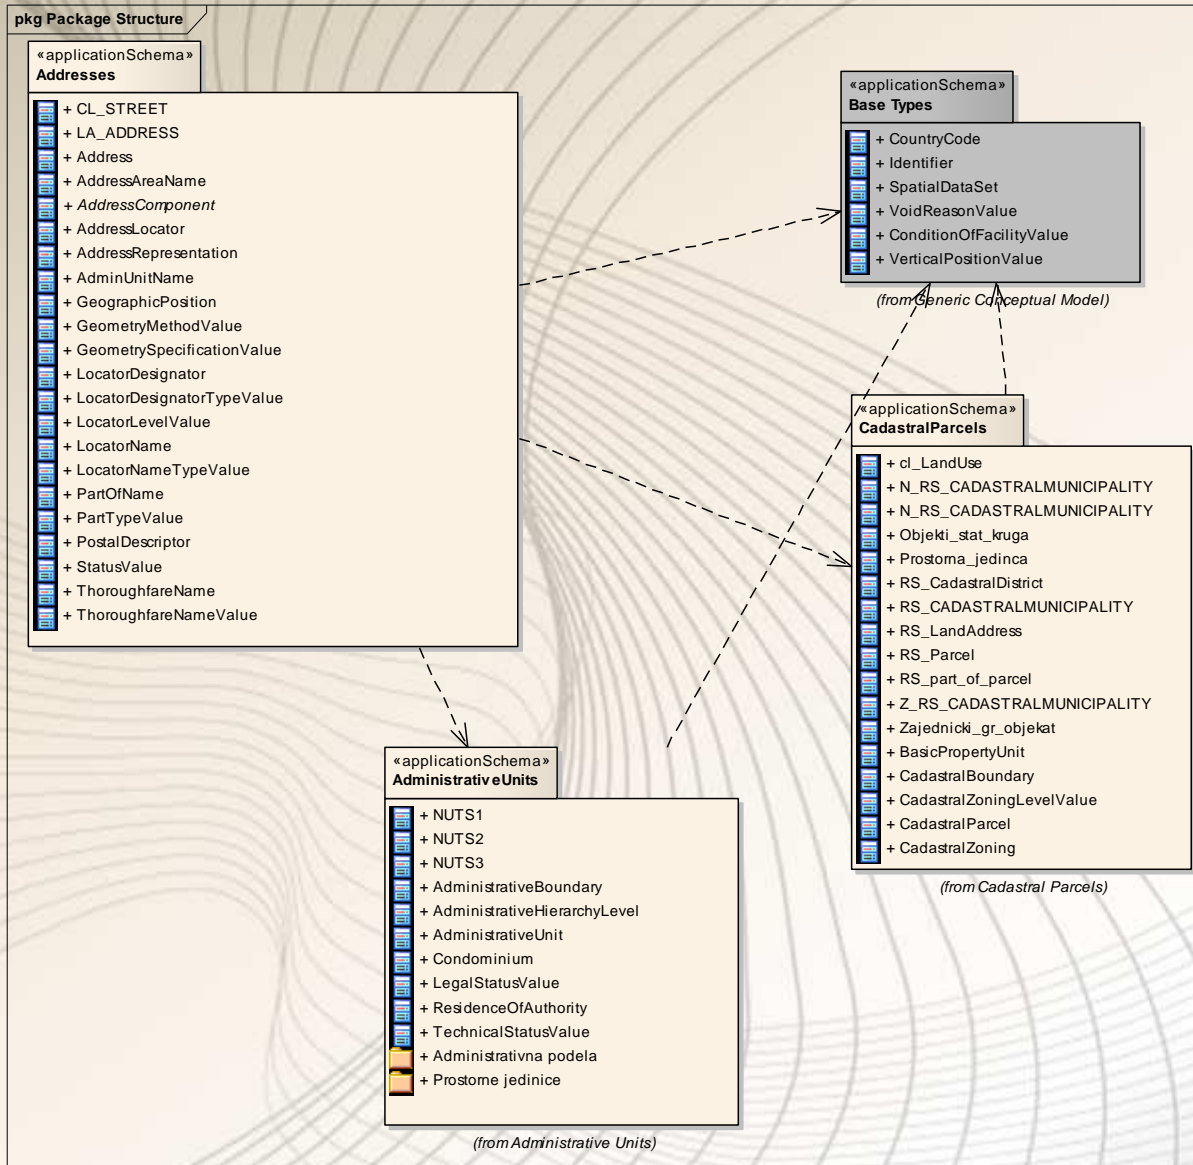 pkg Package Structure
«applicationSchema»
Addresses
+ CL_STREET
+ LA_ADDRESS
+ Address
+ AddressAreaName
+ AddressComponent
+ AddressLocator
+ AddressRepresentation
+ AdminUnitName
+ GeographicPosition
+ GeometryMethodValue
+ GeometrySpecificationValue
+ LocatorDesignator
+ LocatorDesignatorTypeValue
+ LocatorLevelValue
+ LocatorName
+ LocatorNameTypeValue
+ PartOfName
+ PartTypeValue
+ PostalDescriptor
+ StatusValue
+ ThoroughfareName
+ ThoroughfareNameValue
«applicationSchema»
Base Types
+ CountryCode
+ Identifier
+ SpatialDataSet
+ VoidReasonValue
+ ConditionOfFacilityValue
+ VerticalPositionValue
(from Generic Conceptual Model)
«applicationSchema»
CadastralParcels
+ cl_LandUse
+ N_RS_CADASTRALMUNICIPALITY
+ N_RS_CADASTRALMUNICIPALITY
+ Objekti_stat_kruga
+ Prostorna_jedinca
+ RS_CadastralDistrict
+ RS_CADASTRALMUNICIPALITY
+ RS_LandAddress
+ RS_Parcel
+ RS_part_of_parcel
+ Z_RS_CADASTRALMUNICIPALITY
+ Zajednicki_gr_objekat
+ BasicPropertyUnit
+ CadastralBoundary
+ CadastralZoningLevelValue
+ CadastralParcel
+ CadastralZoning
(from Cadastral Parcels)
«applicationSchema»
AdministrativeUnits
+ NUTS1
+ NUTS2
+ NUTS3
+ AdministrativeBoundary
+ AdministrativeHierarchyLevel
+ AdministrativeUnit
+ Condominium
+ LegalStatusValue
+ ResidenceOfAuthority
+ TechnicalStatusValue
+ Administrativna podela
+ Prostorne jedinice
(from Administrative Units)